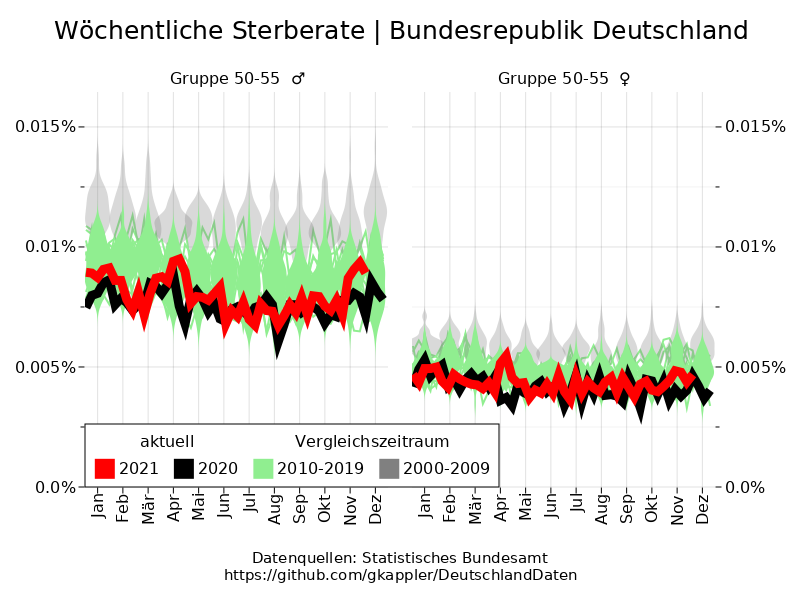 Wöchentliche Sterberate | Bundesrepublik Deutschland
Gruppe 50-55 ♂
Gruppe 50-55 ♀
0.015%
0.01%
0.005%
0.0%
0.015%
0.01%
0.005%
0.0%
aktuell
Vergleichszeitraum
2021
2020
2010-2019
2000-2009
Jan
Feb
Mär
Apr
Mai
Jun
Jul
Aug
Sep
Okt
Nov
Dez
Jan
Feb
Mär
Apr
Mai
Jun
Jul
Aug
Sep
Okt
Nov
Dez
Datenquellen: Statistisches Bundesamt
https://github.com/gkappler/DeutschlandDaten